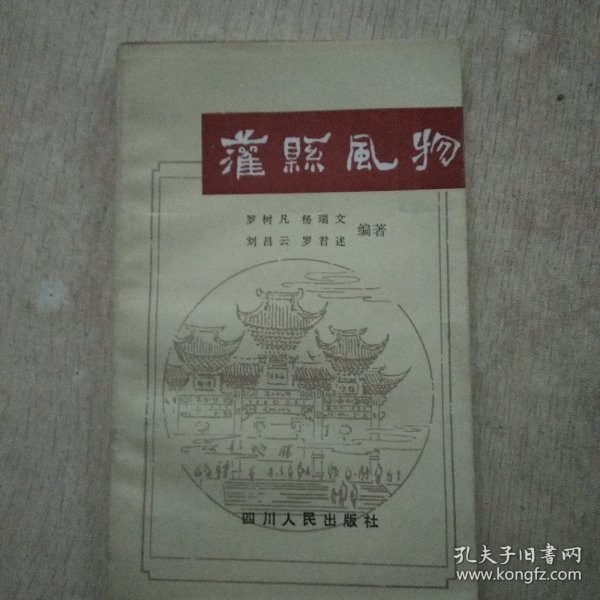 灌縣風物
罗树凡 杨瑞文
刘昌云 罗君述 编著
四川人民出版社
孔夫子旧书网
www.kongfz.com